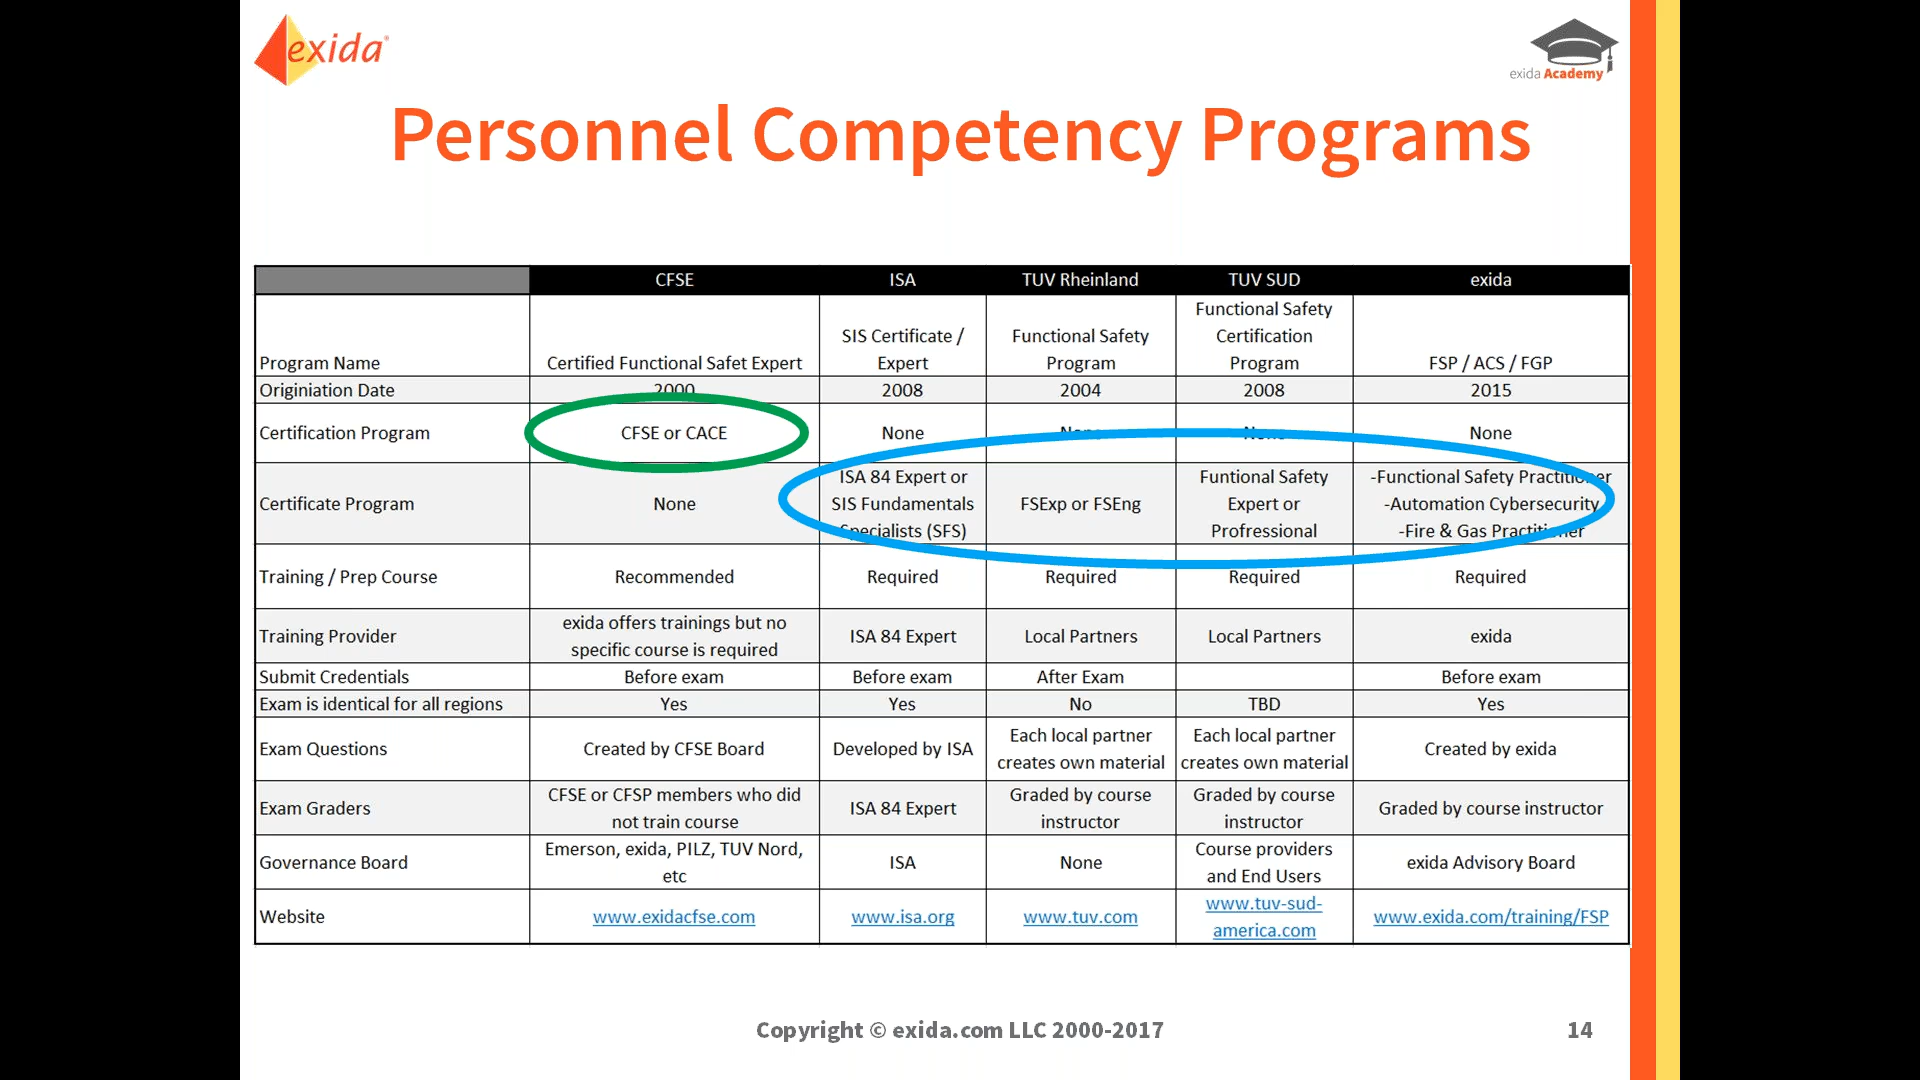 exida
exida Academy
Personnel Competency Programs
CFSE ISA TUV Rheinland TUV SUD exida
Program Name
Certified Functional Safet Expert
SIS Certificate /
Expert
Functional Safety
Program
Functional Safety
Certification
Program
FSP / ACS / FGP
Originiation Date 2000 2008 2004 2008 2015
Certification Program CFSE or CACE None None None None
Certificate Program
None
ISA 84 Expert or
SIS Fundamentals
Specialists (SFS)
FSExp or FSEng
Funtional Safety
Expert or
Profressional
-Functional Safety Practitioner
-Automation Cybersecurity
-Fire & Gas Practitioner
Training / Prep Course Recommended Required Required Required Required
Training Provider
exida offers trainings but no
specific course is required
ISA 84 Expert
Local Partners
Local Partners
exida
Submit Credentials Before exam Before exam After Exam Before exam
Exam is identical for all regions Yes Yes No TBD Yes
Exam Questions
Created by CFSE Board
Developed by ISA
Each local partner
creates own material
Each local partner
creates own material
Created by exida
Exam Graders
CFSE or CFSP members who did
not train course
ISA 84 Expert
Graded by course
instructor
Graded by course
instructor
Graded by course instructor
Governance Board
Emerson, exida, PILZ, TUV Nord,
etc
ISA
None
Course providers
and End Users
exida Advisory Board
Website
www.exidacfse.com
www.isa.org
www.tuv.com
www.tuv-sud-
america.com
www.exida.com/training/FSP
Copyright © exida.com LLC 2000-2017
14